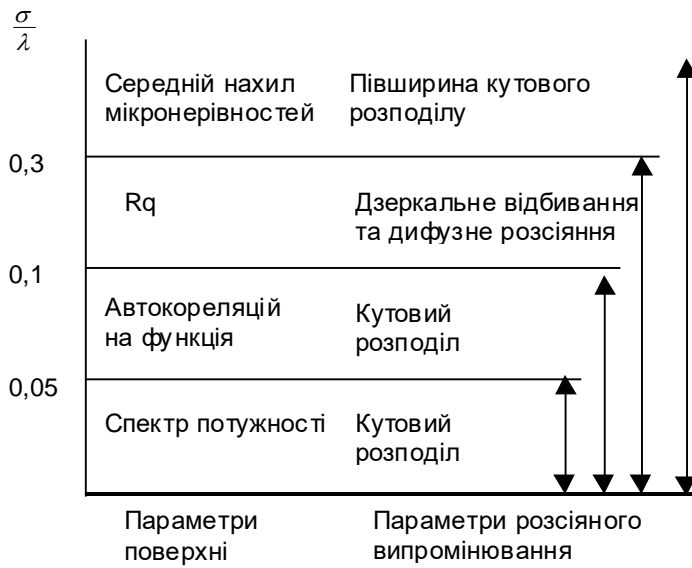 σ
λ
Середній нахил
мікронерівностей
Півширина кутового
розподілу
0,3
Rq
Дзеркальне відбивання
та дифузне розсіяння
0,1
Автокореляцій
на функція
Кутовий
розподіл
0,05
Спектр потужності
Кутовий
розподіл
Параметри
поверхні
Параметри розсіяного
випромінювання